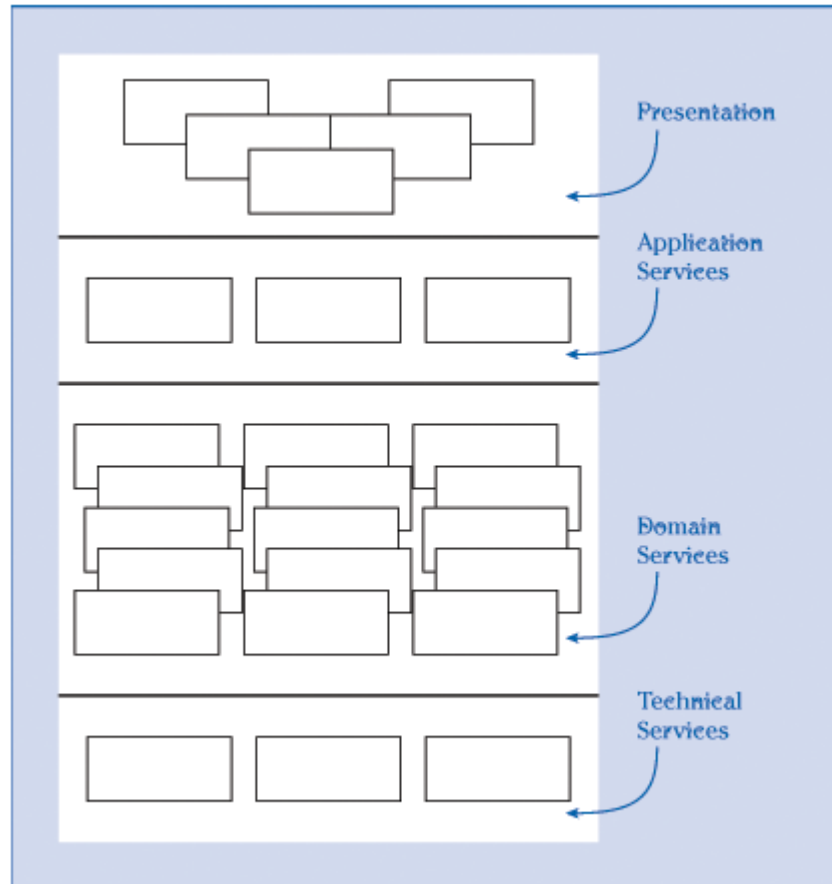 Presentation
Application
Services
Domain
Services
Technical
Services